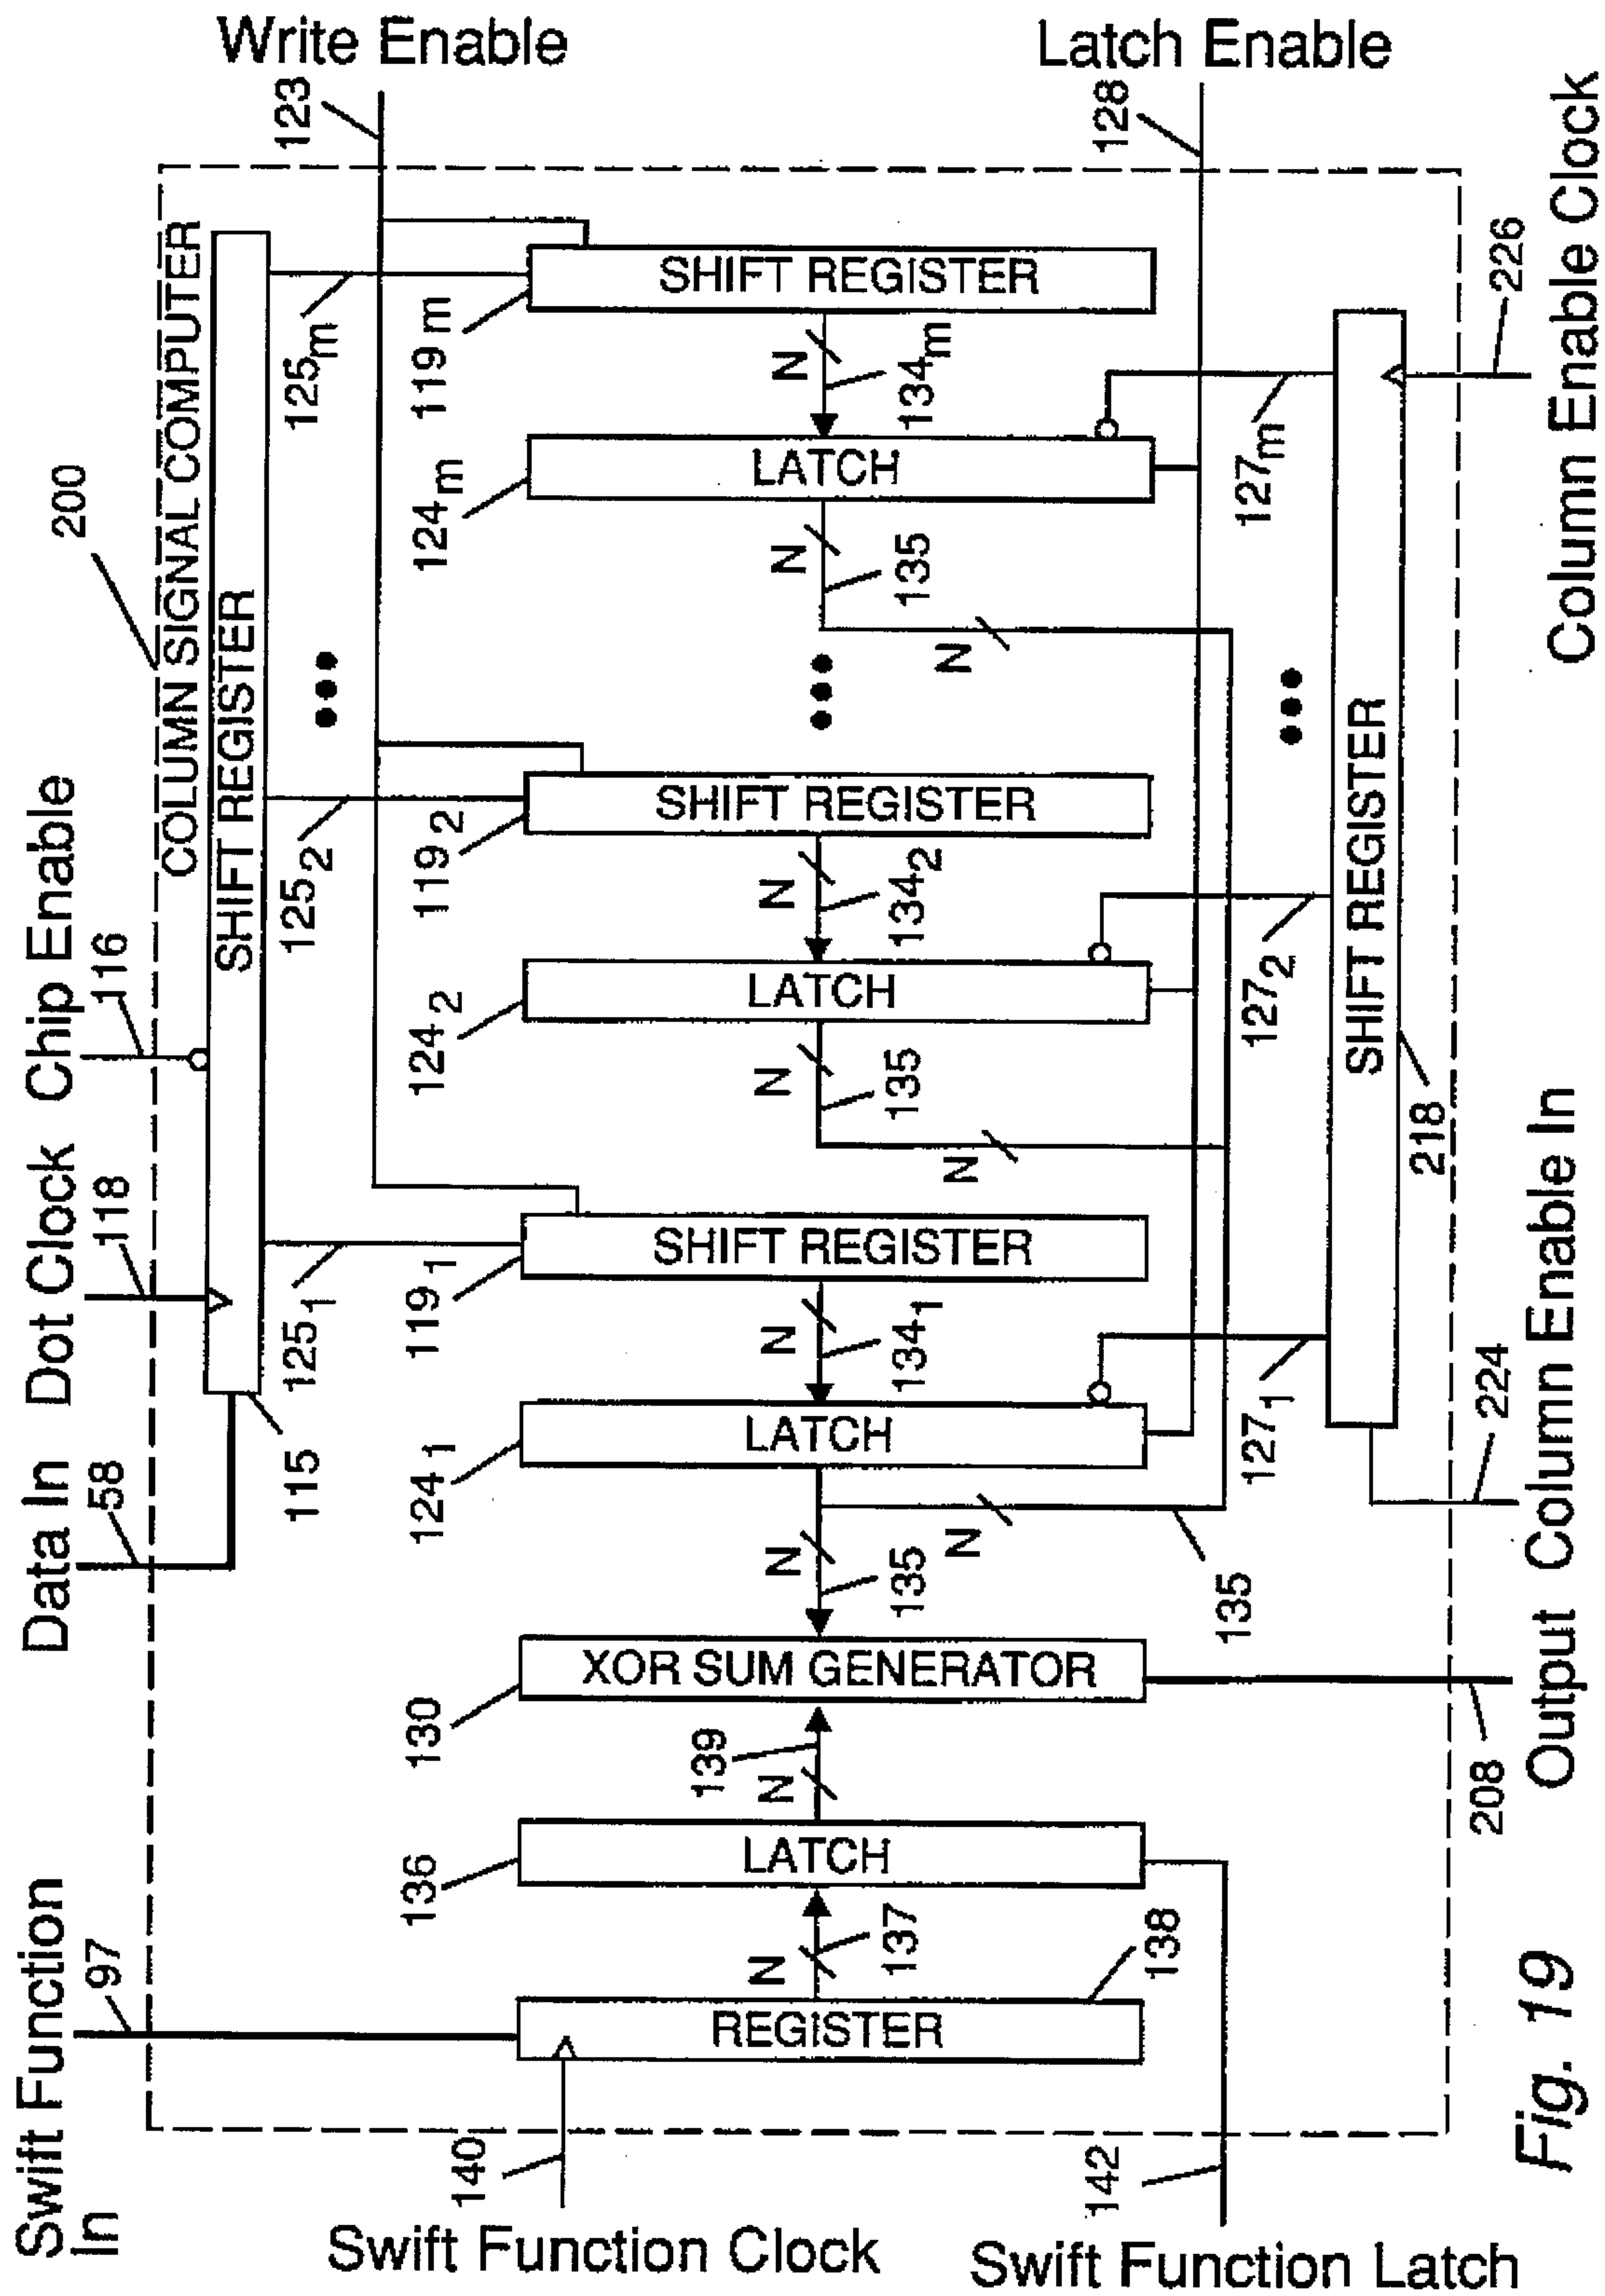 Swift Function
In
97
Data In
58
Dot Clock
118
Chip Enable
116
200
COLUMN SIGNAL COMPUTER
SHIFT REGISTER
115
Write Enable
123
125₁
125₂
125m
119₁
119₂
119m
SHIFT REGISTER
SHIFT REGISTER
SHIFT REGISTER
N
134₁
N
134₂
N
134m
124₁
124₂
124m
LATCH
LATCH
LATCH
N
135
N
135
N
135
N
N
N
135
130
XOR SUM GENERATOR
139
N
136
LATCH
N
137
138
REGISTER
140
Swift Function Clock
142
Swift Function Latch
Latch Enable
128
127₁
127₂
127m
SHIFT REGISTER
218
208
Output
224
Column Enable In
226
Column Enable Clock
Fig. 19